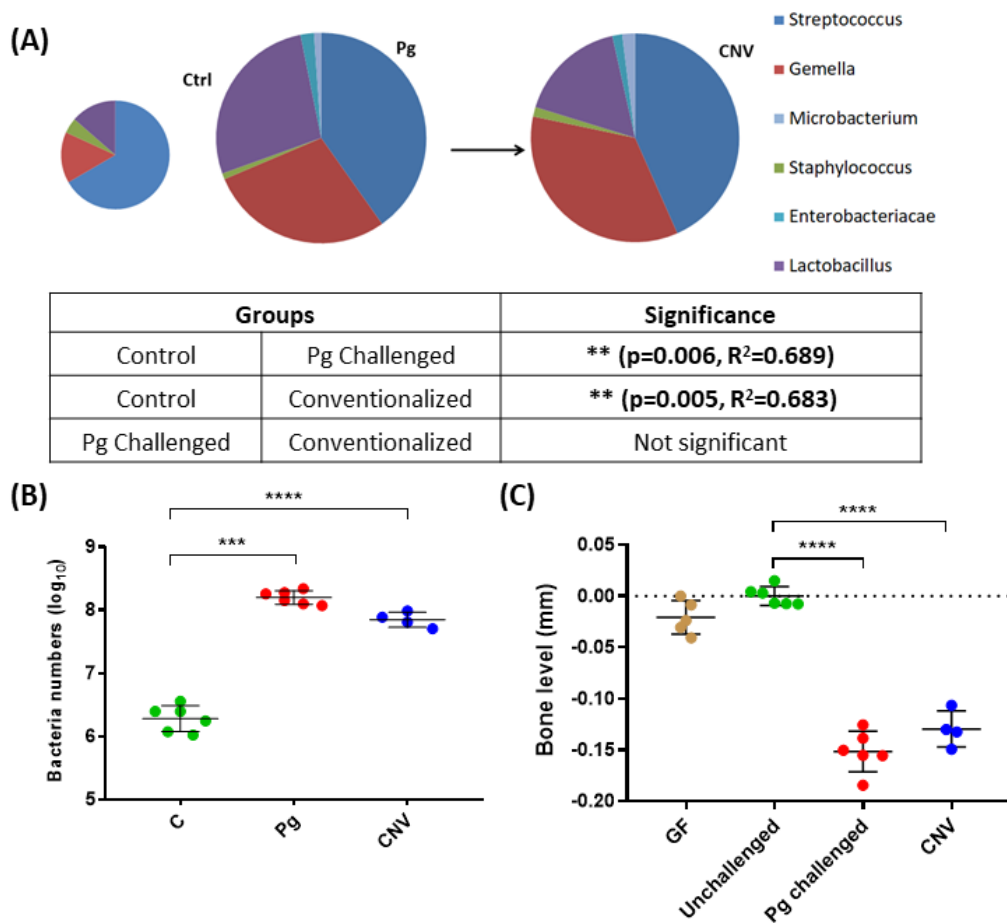 (A)
Ctrl
Pg
CNV
Streptococcus
Gemella
Microbacterium
Staphylococcus
Enterobacteriacae
Lactobacillus
Groups Significance
Control Pg Challenged ** (p=0.006, R²=0.689)
Control Conventionalized ** (p=0.005, R²=0.683)
Pg Challenged Conventionalized Not significant
(B)
****
***
Bacteria numbers (log₁₀)
9
8
7
6
5
C
Pg
CNV
(C)
****
****
Bone level (mm)
0.05
0.00
-0.05
-0.10
-0.15
-0.20
GF
Unchallenged
Pg challenged
CNV